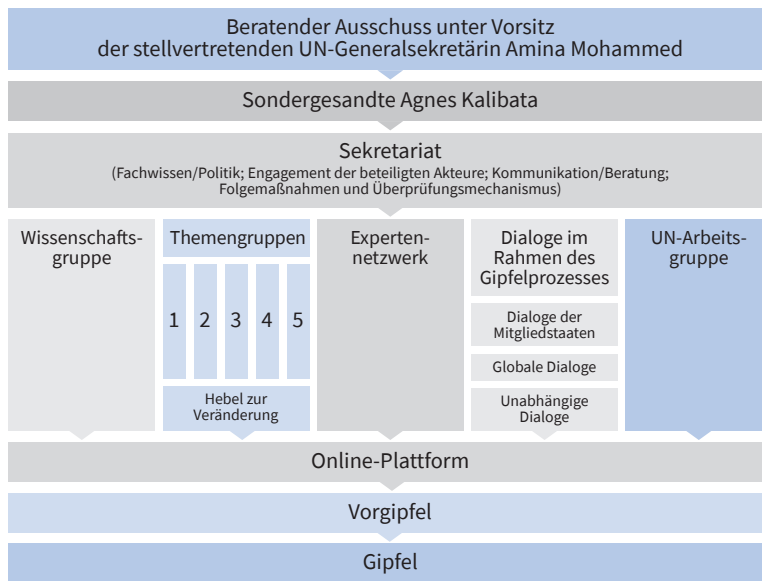 Beratender Ausschuss unter Vorsitz
der stellvertretenden UN-Generalsekretärin Amina Mohammed
Sondergesandte Agnes Kalibata
Sekretariat
(Fachwissen/Politik; Engagement der beteiligten Akteure; Kommunikation/Beratung;
Folgemaßnahmen und Überprüfungsmechanismus)
Wissenschafts-
gruppe
Themengruppen
1 2 3 4 5
Hebel zur
Veränderung
Experten-
netzwerk
Dialoge im
Rahmen des
Gipfelprozesses
Dialoge der
Mitgliedstaaten
Globale Dialoge
Unabhängige
Dialoge
UN-Arbeits-
gruppe
Online-Plattform
Vorgipfel
Gipfel